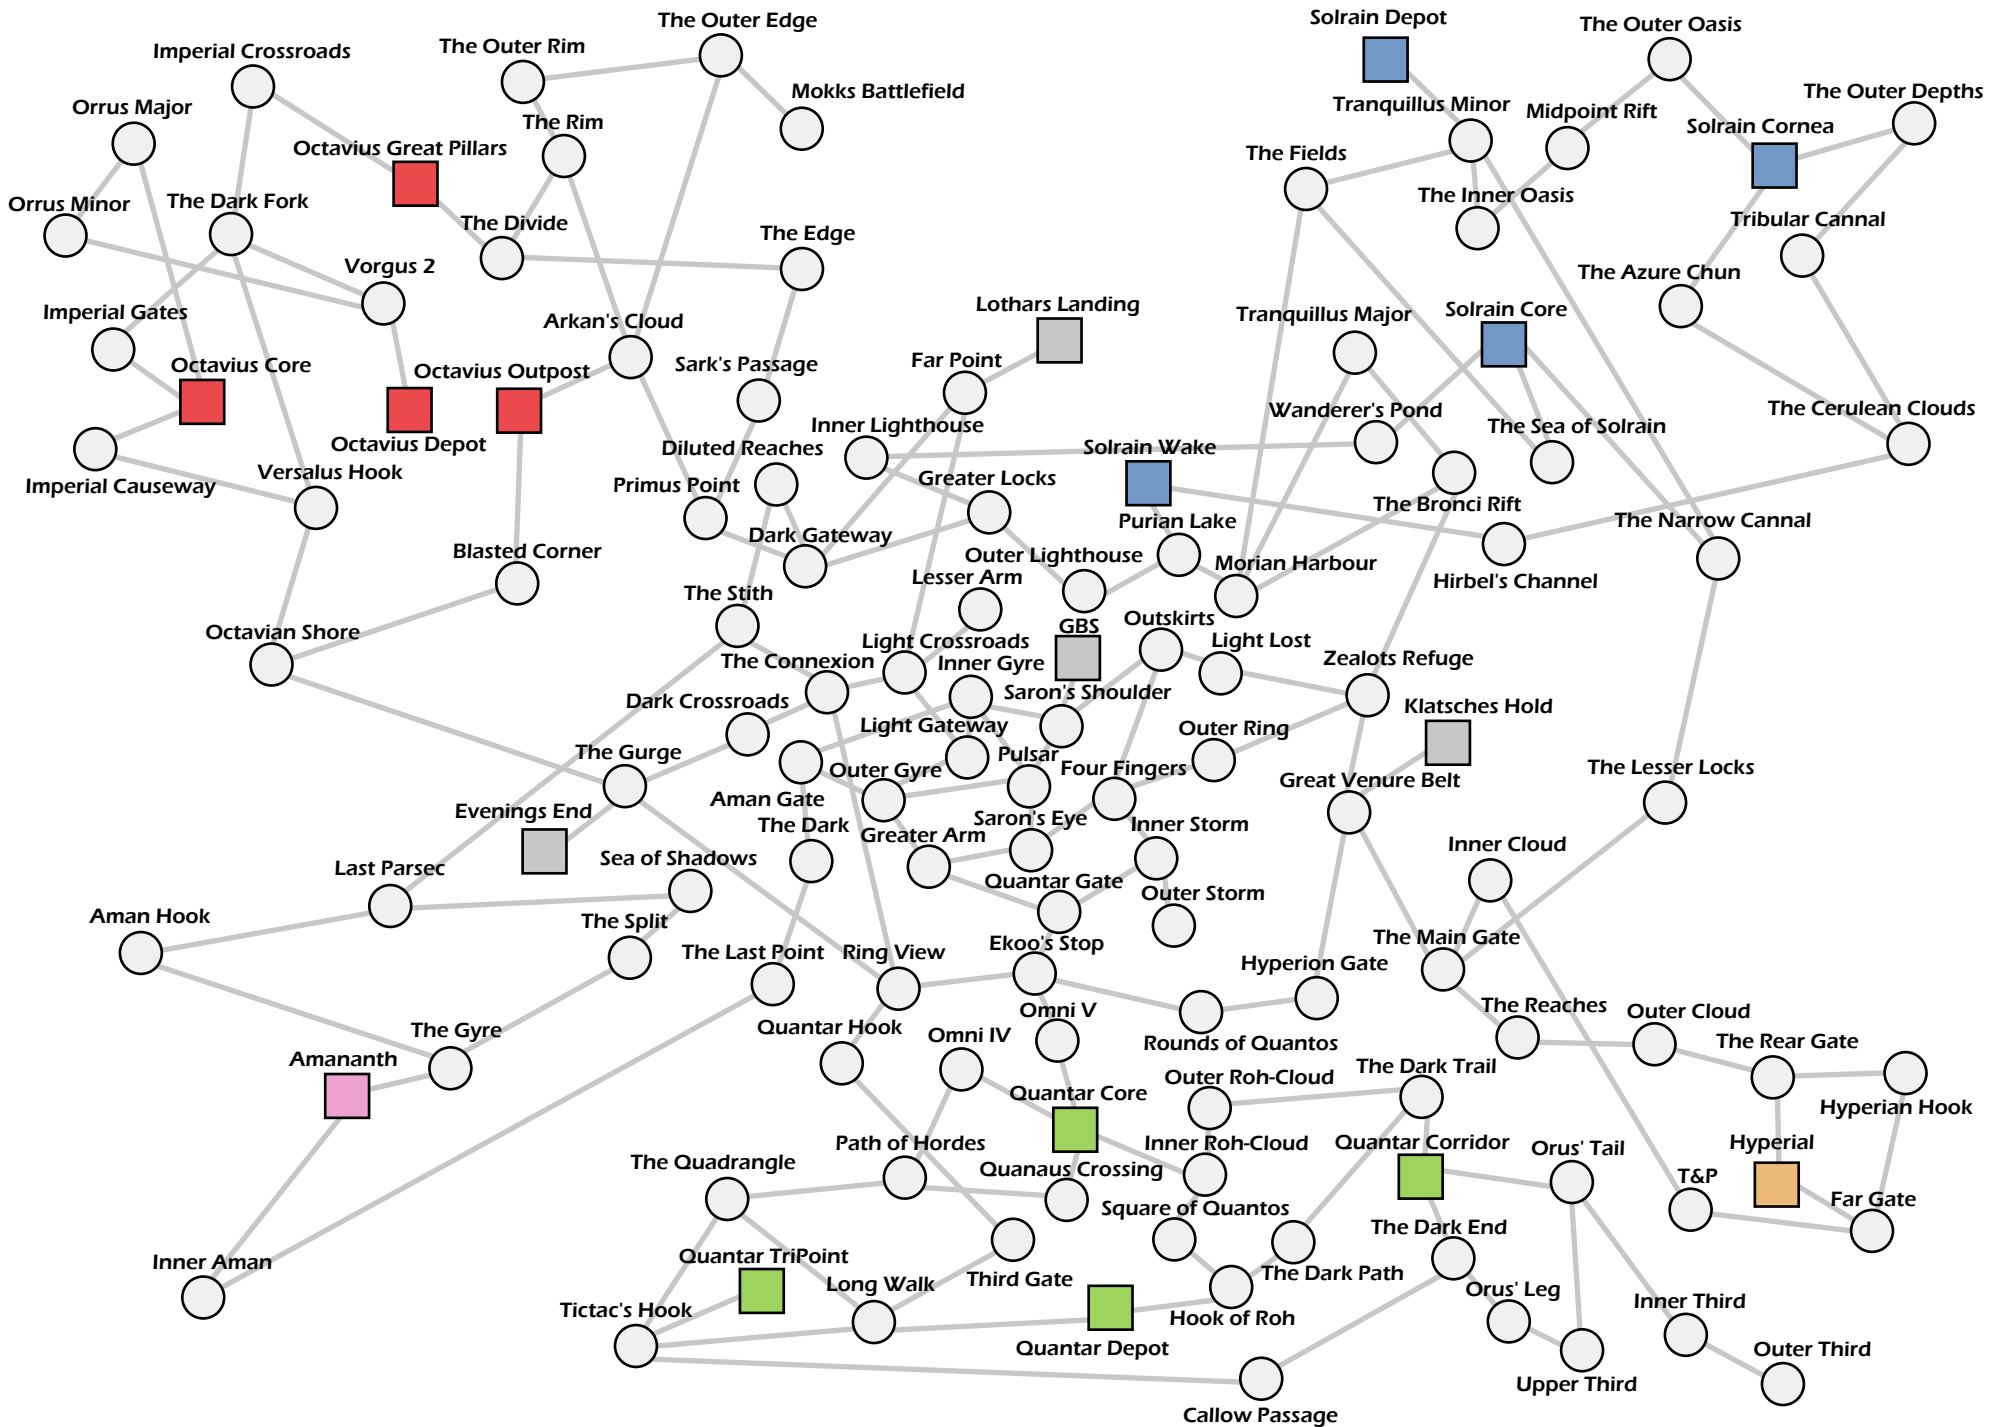 The Outer Edge
Solrain Depot
The Outer Oasis
Imperial Crossroads
The Outer Rim
Mokks Battlefield
The Outer Depths
Orrus Major
The Rim
Tranquillus Minor
Midpoint Rift
Solrain Cornea
Octavius Great Pillars
The Fields
Orrus Minor
The Dark Fork
The Divide
The Edge
The Inner Oasis
Tribular Cannal
Vorgus 2
The Azure Chun
Imperial Gates
Arkan's Cloud
Lothars Landing
Tranquillus Major
Solrain Core
Octavius Core
Octavius Outpost
Sark's Passage
Far Point
Octavius Depot
Inner Lighthouse
Wanderer's Pond
The Sea of Solrain
The Cerulean Clouds
Imperial Causeway
Versalus Hook
Diluted Reaches
Primus Point
Greater Locks
Solrain Wake
The Bronci Rift
Dark Gateway
Purian Lake
The Narrow Cannal
Blasted Corner
Outer Lighthouse
Morian Harbour
Hirbel's Channel
Lesser Arm
The Stith
Octavian Shore
Light Crossroads
GBS
Outskirts
Light Lost
The Connexion
Inner Gyre
Zealots Refuge
Dark Crossroads
Saron's Shoulder
Klatsches Hold
Light Gateway
Outer Ring
The Gurge
Outer Gyre
Pulsar
Four Fingers
Great Venure Belt
The Lesser Locks
Aman Gate
Evenings End
The Dark
Greater Arm
Saron's Eye
Inner Storm
Inner Cloud
Last Parsec
Sea of Shadows
Quantar Gate
Outer Storm
Aman Hook
The Split
The Last Point
Ring View
Ekoo's Stop
Hyperion Gate
The Main Gate
The Gyre
Quantar Hook
Omni IV
Omni V
Rounds of Quantos
The Reaches
Outer Cloud
The Rear Gate
Amananth
Quantar Core
Outer Roh-Cloud
The Dark Trail
Hyperian Hook
The Quadrangle
Path of Hordes
Quanaus Crossing
Inner Roh-Cloud
Quantar Corridor
Orus' Tail
Hyperial
T&P
Far Gate
Square of Quantos
The Dark End
Inner Aman
Quantar TriPoint
Long Walk
Third Gate
The Dark Path
Tictac's Hook
Quantar Depot
Hook of Roh
Orus' Leg
Inner Third
Outer Third
Upper Third
Callow Passage